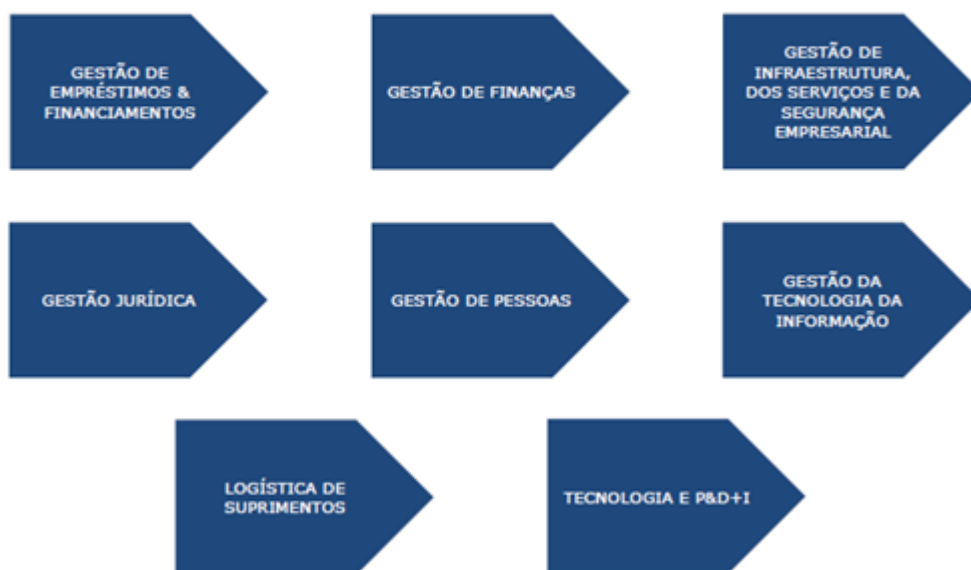 GESTÃO DE
EMPRÉSTIMOS &
FINANCIAMENTOS
GESTÃO DE FINANÇAS
GESTÃO DE
INFRAESTRUTURA,
DOS SERVIÇOS E DA
SEGURANÇA
EMPRESARIAL
GESTÃO JURÍDICA
GESTÃO DE PESSOAS
GESTÃO DA
TECNOLOGIA DA
INFORMAÇÃO
LOGÍSTICA DE
SUPRIMENTOS
TECNOLOGIA E P&D+I